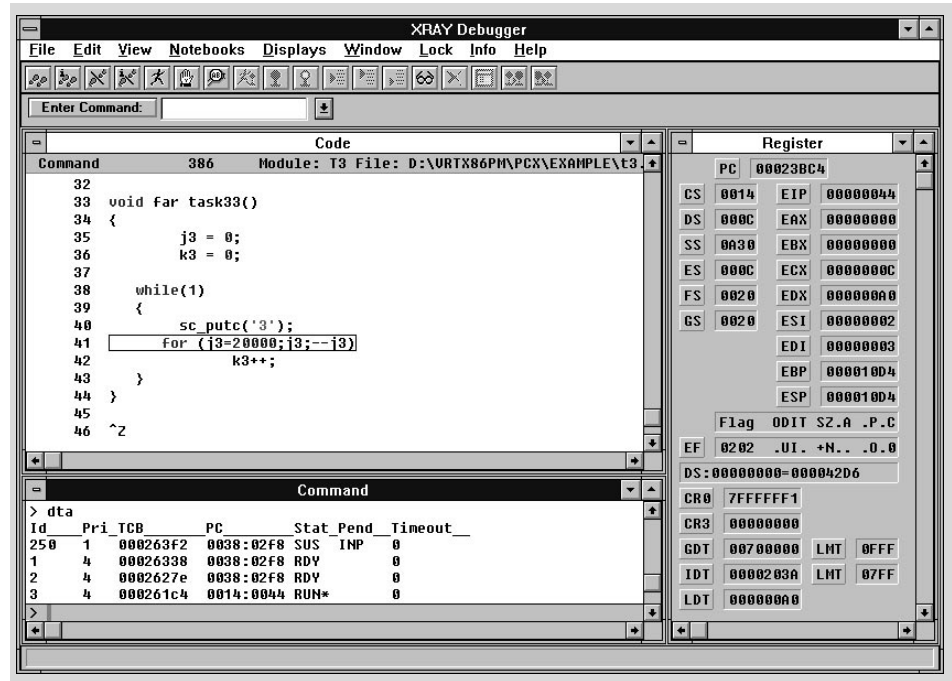 XRAY Debugger
File Edit View Notebooks Displays Window Lock Info Help
Enter Command:
Code
Command 386 Module: T3 File: D:\VRTX86PM\PCX\EXAMPLE\t3.
32
33 void far task33()
34 {
35 j3 = 0;
36 k3 = 0;
37
38 while(1)
39 {
40 sc_putc('3');
41 for (j3=20000;j3;--j3)
42 k3++;
43 }
44 }
45
46 ^Z
Command
> dta
Id____Pri_TCB______PC_______Stat_Pend__Timeout__
250 1 000263f2 0038:02f8 SUS INP 0
1 4 00026338 0038:02f8 RDY 0
2 4 0002627e 0038:02f8 RDY 0
3 4 000261c4 0014:0044 RUN* 0
>
Register
PC 00023BC4
CS 0014 EIP 00000044
DS 000C EAX 00000000
SS 0A30 EBX 00000000
ES 000C ECX 0000000C
FS 0020 EDX 000000A0
GS 0020 ESI 00000002
EDI 00000003
EBP 000010D4
ESP 000010D4
Flag ODIT SZ.A .P.C
EF 0202 .UI. +N.. .O.0
DS:00000000=000042D6
CR0 7FFFFFF1
CR3 00000000
GDT 00700000 LMT 0FFF
IDT 0000203A LMT 07FF
LDT 000000A0